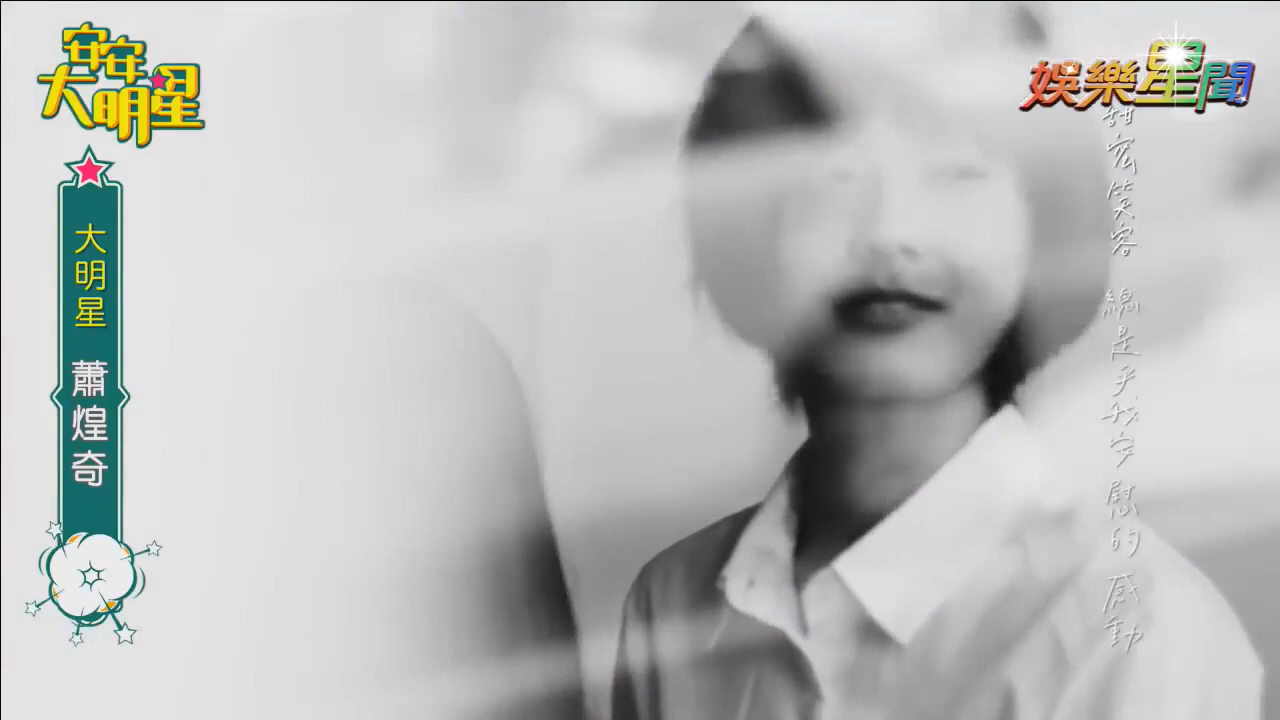 安安
大明星
大明星 蕭煌奇
娛樂星聞
甜蜜笑容 總是乎我安慰的感動